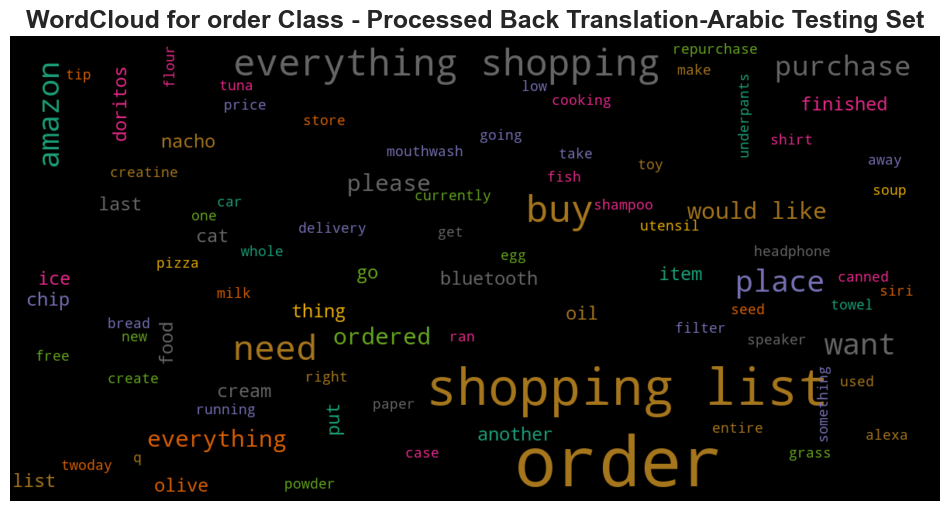 WordCloud for order Class - Processed Back Translation-Arabic Testing Set
everything shopping
repurchase
purchase
flour
tip
amazon
doritos
tuna
make
low
underpants
cooking
price
finished
store
nacho
going
shirt
mouthwash
take
away
toy
creatine
fish
please
soup
currently
last
car
buy
shampoo
would like
one
utensil
cat
delivery
get
whole
egg
headphone
pizza
ice
go
bluetooth
item
place
canned
chip
milk
siri
thing
oil
seed
towel
bread
filter
new
food
ordered
ran
speaker
need
want
free
create
right
cream
shopping list
used
running
paper
something
put
everything
another
entire
alexa
order
case
grass
q
twoday
list
olive
powder